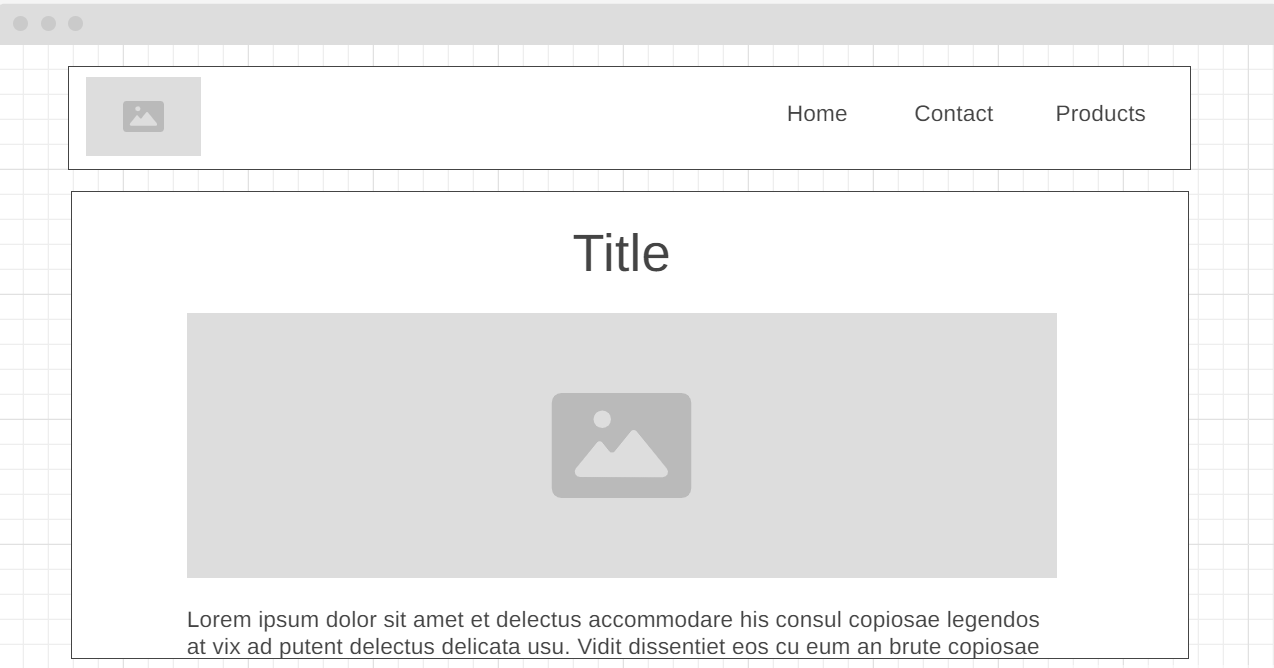 Home Contact Products
Title
Lorem ipsum dolor sit amet et delectus accommodare his consul copiosae legendos
at vix ad putent delectus delicata usu. Vidit dissentiet eos cu eum an brute copiosae